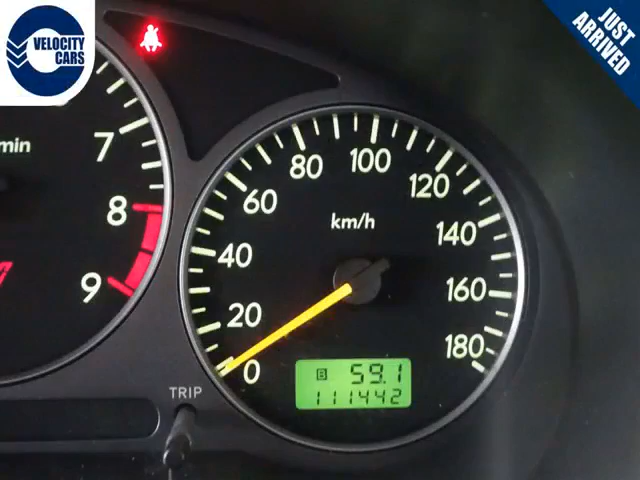 VELOCITY
CARS
JUST
ARRIVED
min
7
8
9
0
20
40
60
80
100
120
140
160
180
km/h
B 59.1
111442
TRIP